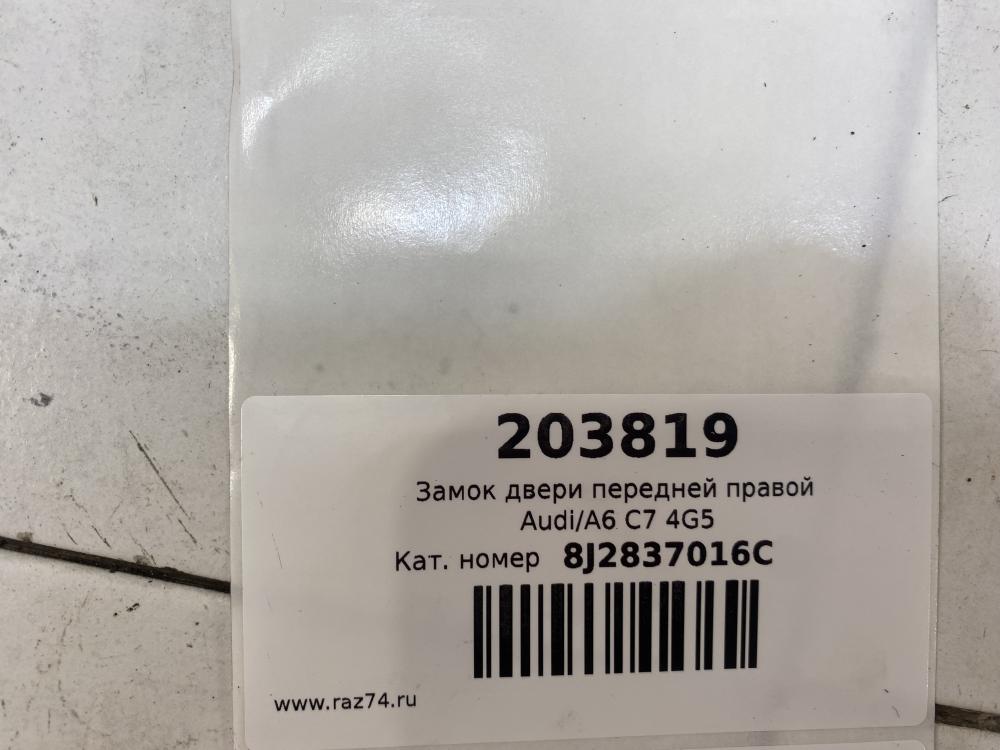 203819
Замок двери передней правой
Audi/A6 C7 4G5
Кат. номер 8J2837016C
www.raz74.ru